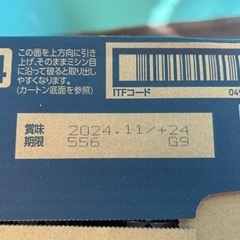 4
この面を上方向に引き
上げ、そのままミシン目
に沿って破ると取り出し
やすくなります。
(カートン底面を参照)
ITFコード
049
賞味 2024.11/+24
期限 556 G9